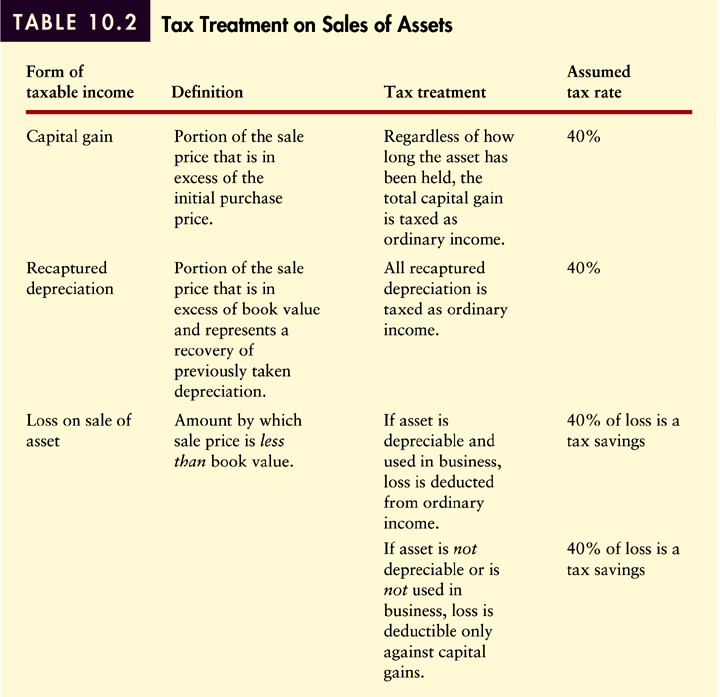 TABLE 10.2 Tax Treatment on Sales of Assets
Form of
taxable income
Definition
Tax treatment
Assumed
tax rate
Capital gain
Portion of the sale
price that is in
excess of the
initial purchase
price.
Regardless of how
long the asset has
been held, the
total capital gain
is taxed as
ordinary income.
40%
Recaptured
depreciation
Portion of the sale
price that is in
excess of book value
and represents a
recovery of
previously taken
depreciation.
All recaptured
depreciation is
taxed as ordinary
income.
40%
Loss on sale of
asset
Amount by which
sale price is less
than book value.
If asset is
depreciable and
used in business,
loss is deducted
from ordinary
income.
40% of loss is a
tax savings
If asset is not
depreciable or is
not used in
business, loss is
deductible only
against capital
gains.
40% of loss is a
tax savings